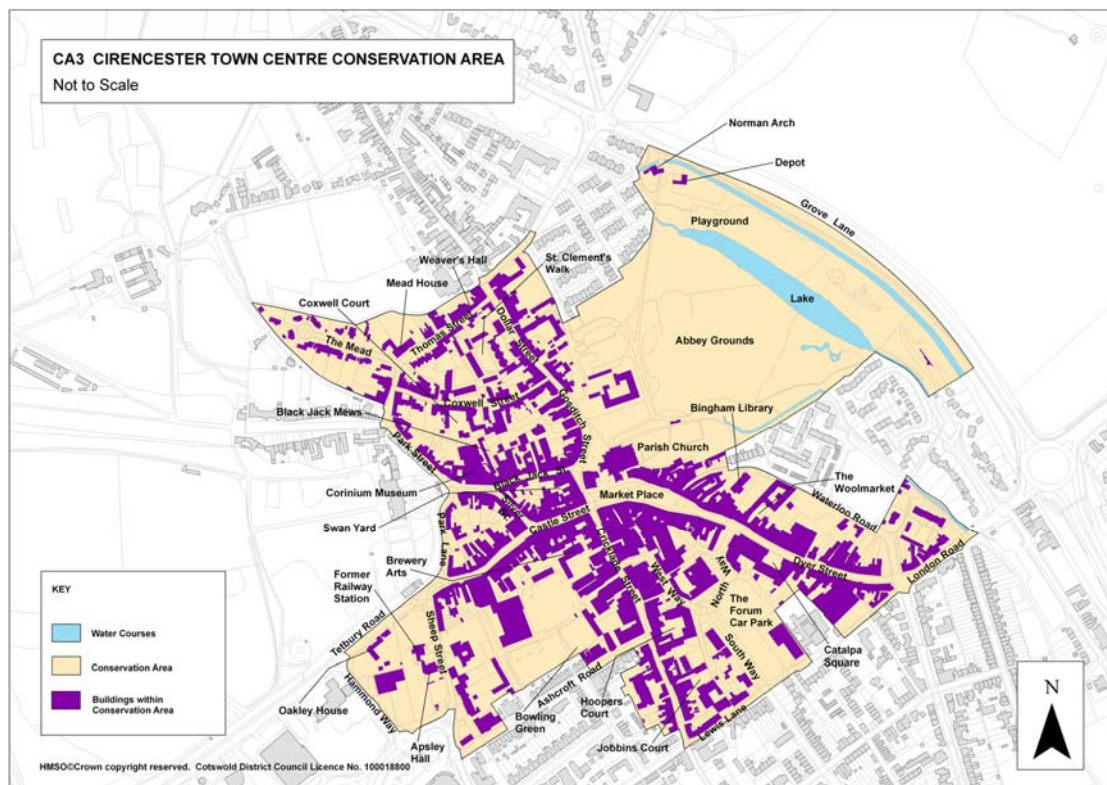 CA3 CIRENCESTER TOWN CENTRE CONSERVATION AREA
Not to Scale
Norman Arch
Depot
Grove Lane
Playground
Lake
Abbey Grounds
Weaver's Hall
St. Clement's
Walk
Mead House
Coxwell Court
Thomas Street
Dollar Street
The Mead
Coxwell Street
Gosditch Street
Black Jack Mews
Park Street
Bingham Library
Parish Church
Black Jack St
Corinium Museum
The
Woolmarket
Market Place
Waterloo Road
Silver St
Swan Yard
Castle Street
Park Lane
Cricklade Street
West Way
North Way
Dyer Street
London Road
Brewery
Arts
Former
Railway
Station
The
Forum
Car Park
Tetbury Road
Sheep Street
South Way
Catalpa
Square
Hammond Way
Ashcroft Road
Oakley House
Bowling
Green
Hoopers
Court
Lewis Lane
Apsley
Hall
Jobbins Court
KEY
Water Courses
Conservation Area
Buildings within
Conservation Area
N
HMSO©Crown copyright reserved. Cotswold District Council Licence No. 100018800